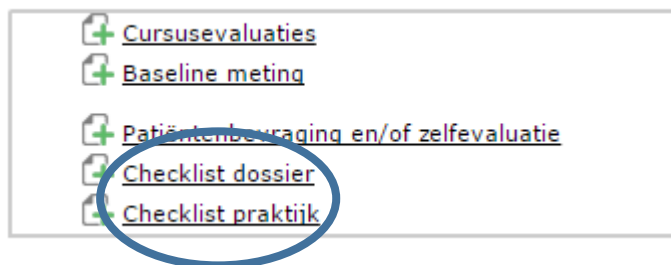 Cursusevaluaties
Baseline meting
Patiëntenbevraging en/of zelfevaluatie
Checklist dossier
Checklist praktijk